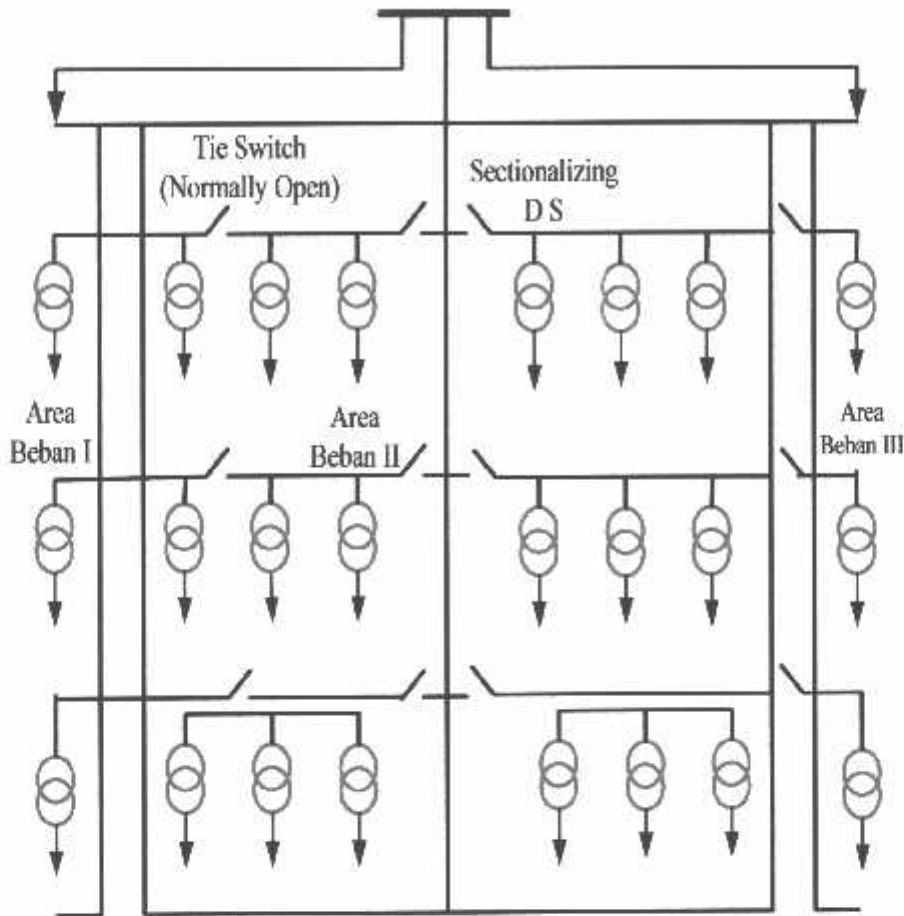 Tie Switch
(Normally Open)
Sectionalizing
D S
Area
Beban I
Area
Beban II
Area
Beban III